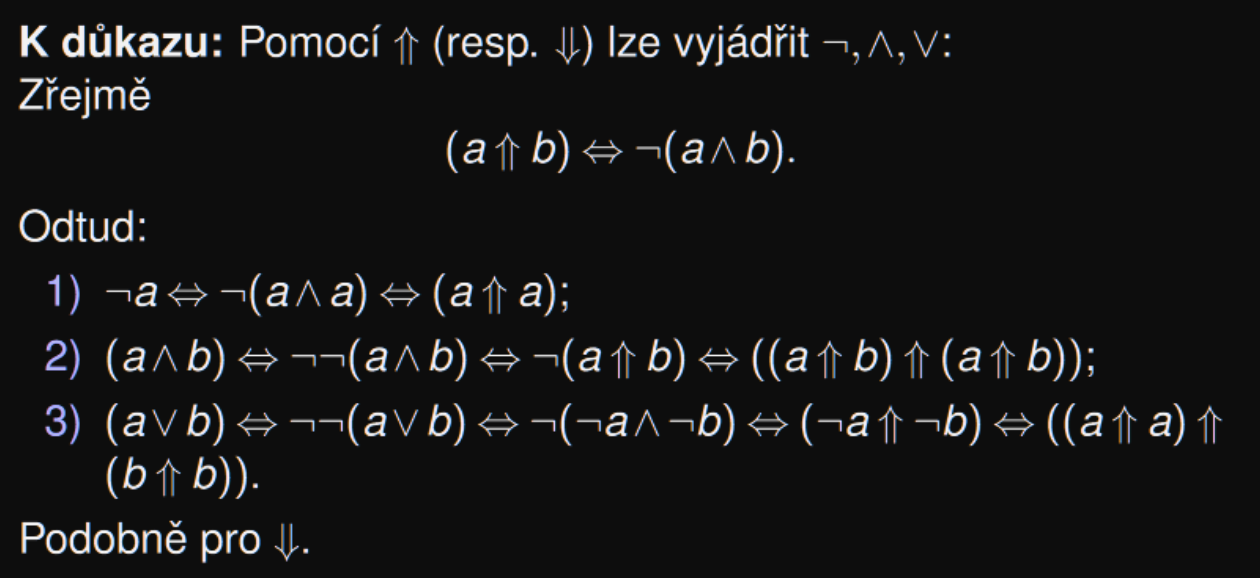 K důkazu: Pomocí ⇑ (resp. ⇓) lze vyjádřit ¬, ∧, ∨:
Zřejmě
(a ⇑ b) ⇔ ¬(a ∧ b).
Odtud:
1) ¬a ⇔ ¬(a ∧ a) ⇔ (a ⇑ a);
2) (a ∧ b) ⇔ ¬¬(a ∧ b) ⇔ ¬(a ⇑ b) ⇔ ((a ⇑ b) ⇑ (a ⇑ b));
3) (a ∨ b) ⇔ ¬¬(a ∨ b) ⇔ ¬(¬a ∧ ¬b) ⇔ (¬a ⇑ ¬b) ⇔ ((a ⇑ a) ⇑
(b ⇑ b)).
Podobně pro ⇓.